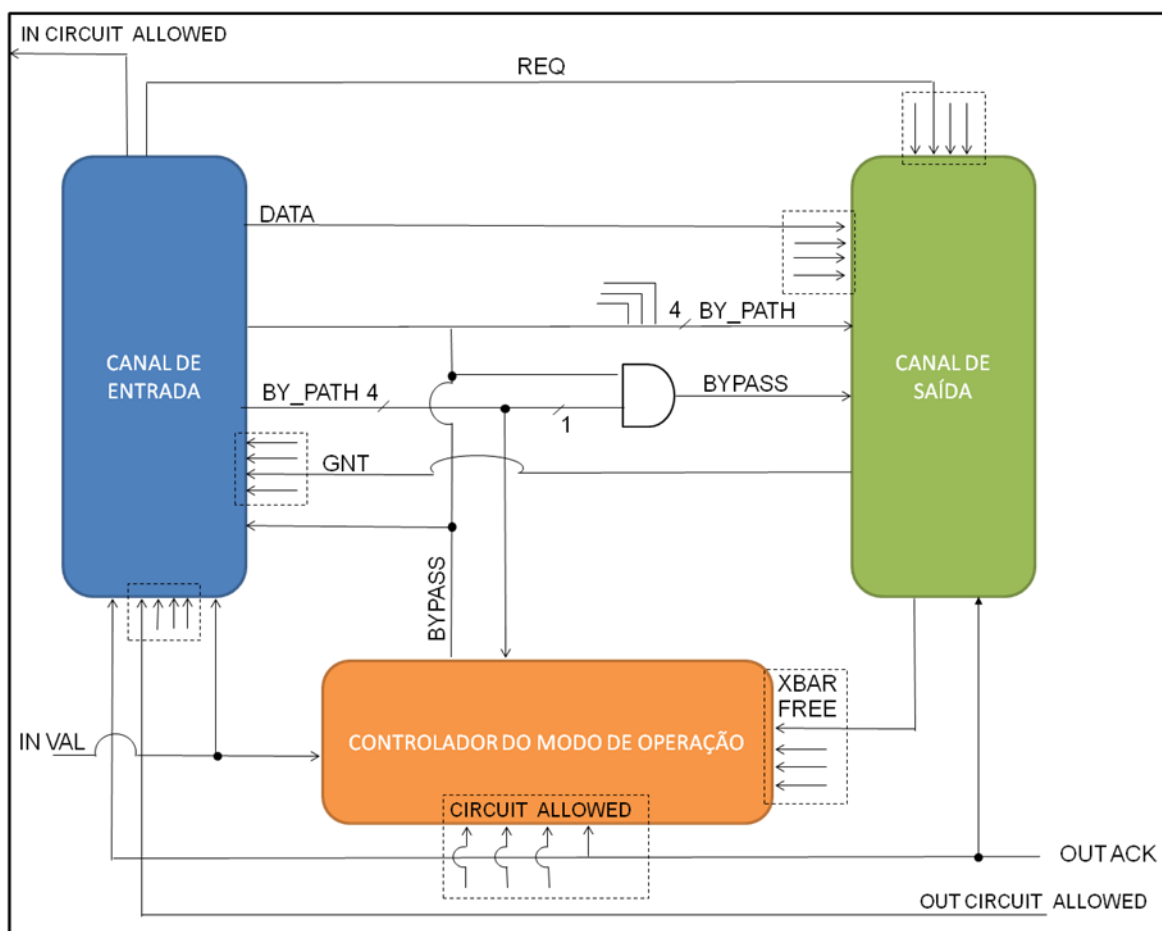 IN CIRCUIT ALLOWED
REQ
DATA
4 BY_PATH
CANAL DE
ENTRADA
CANAL DE
SAÍDA
BY_PATH 4
1
BYPASS
GNT
BYPASS
XBAR
FREE
IN VAL
CONTROLADOR DO MODO DE OPERAÇÃO
CIRCUIT ALLOWED
OUT ACK
OUT CIRCUIT ALLOWED